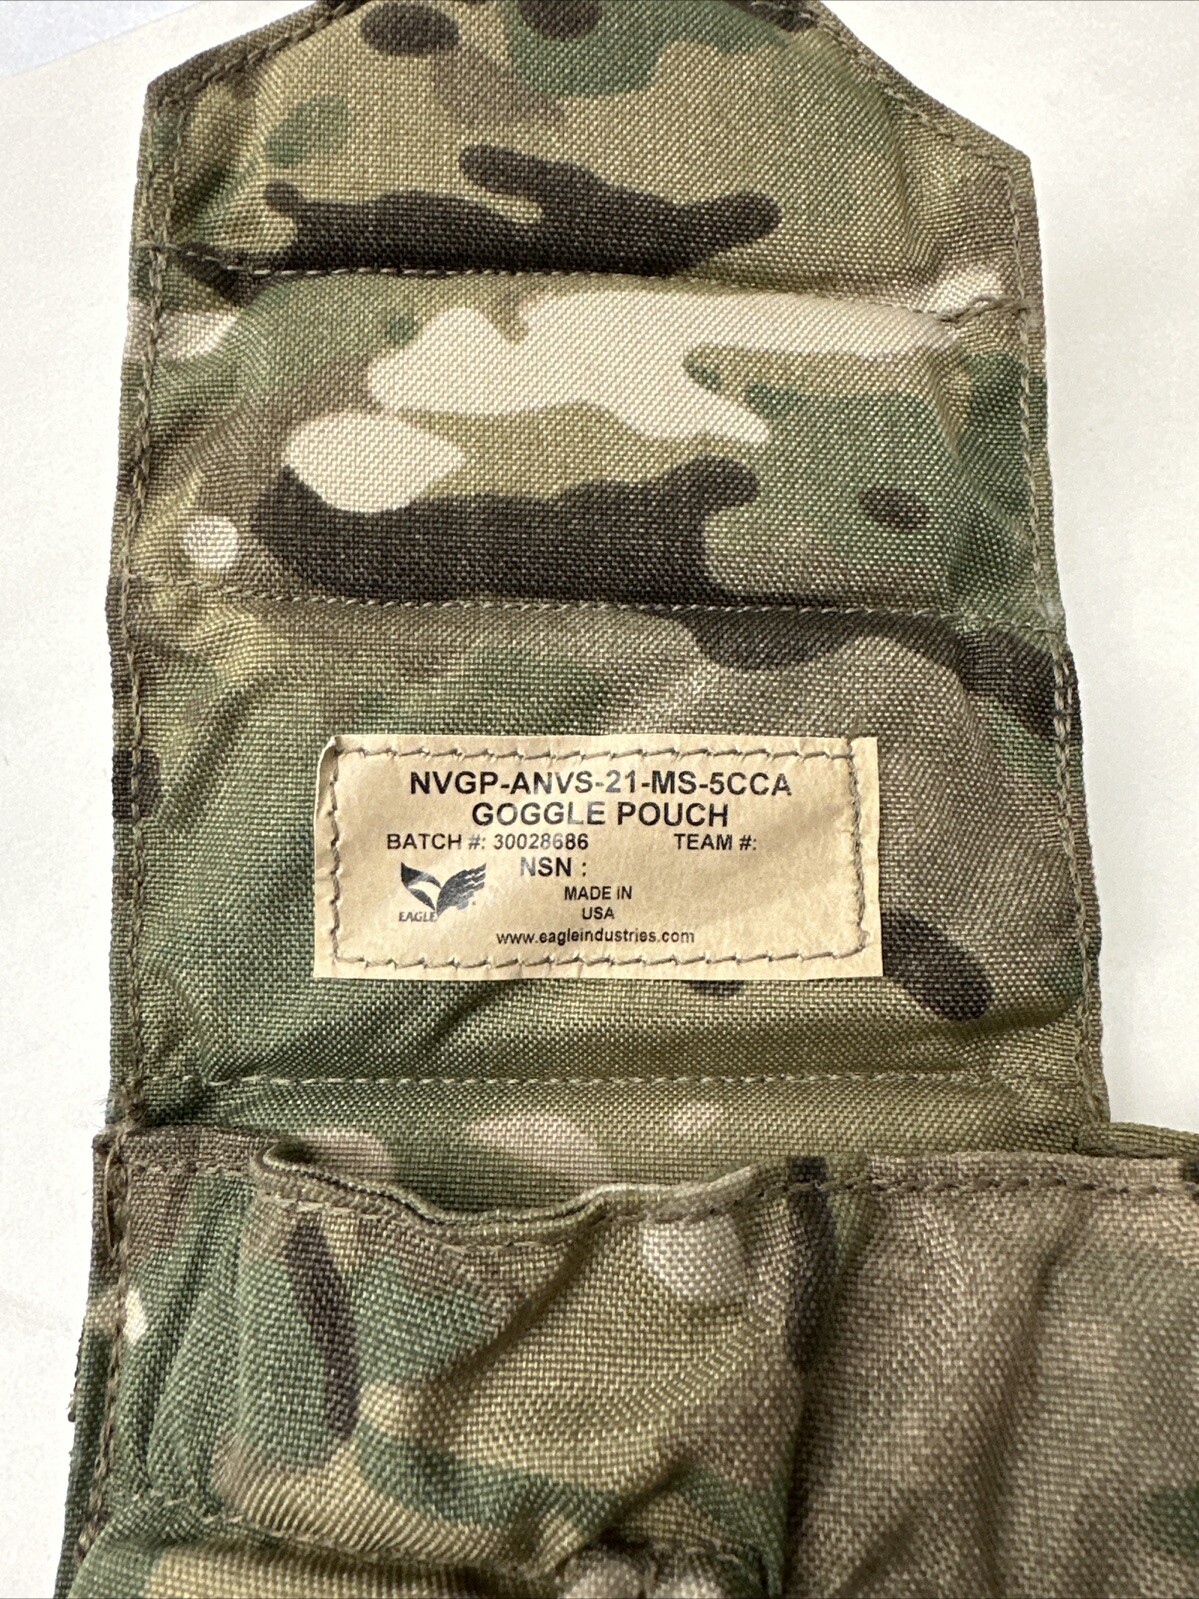 NVGP-ANVS-21-MS-5CCA
GOGGLE POUCH
BATCH #: 30028686 TEAM #:
NSN :
EAGLE
MADE IN
USA
www.eagleindustries.com